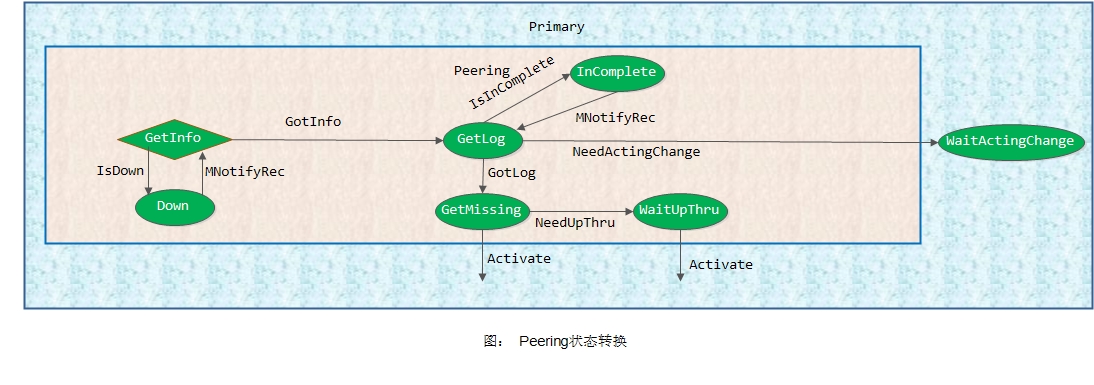 Primary
Peering
IsInComplete
InComplete
GotInfo
MNotifyRec
GetInfo
GetLog
NeedActingChange
WaitActingChange
IsDown
MNotifyRec
GotLog
Down
GetMissing
NeedUpThru
WaitUpThru
Activate
Activate
图： Peering状态转换